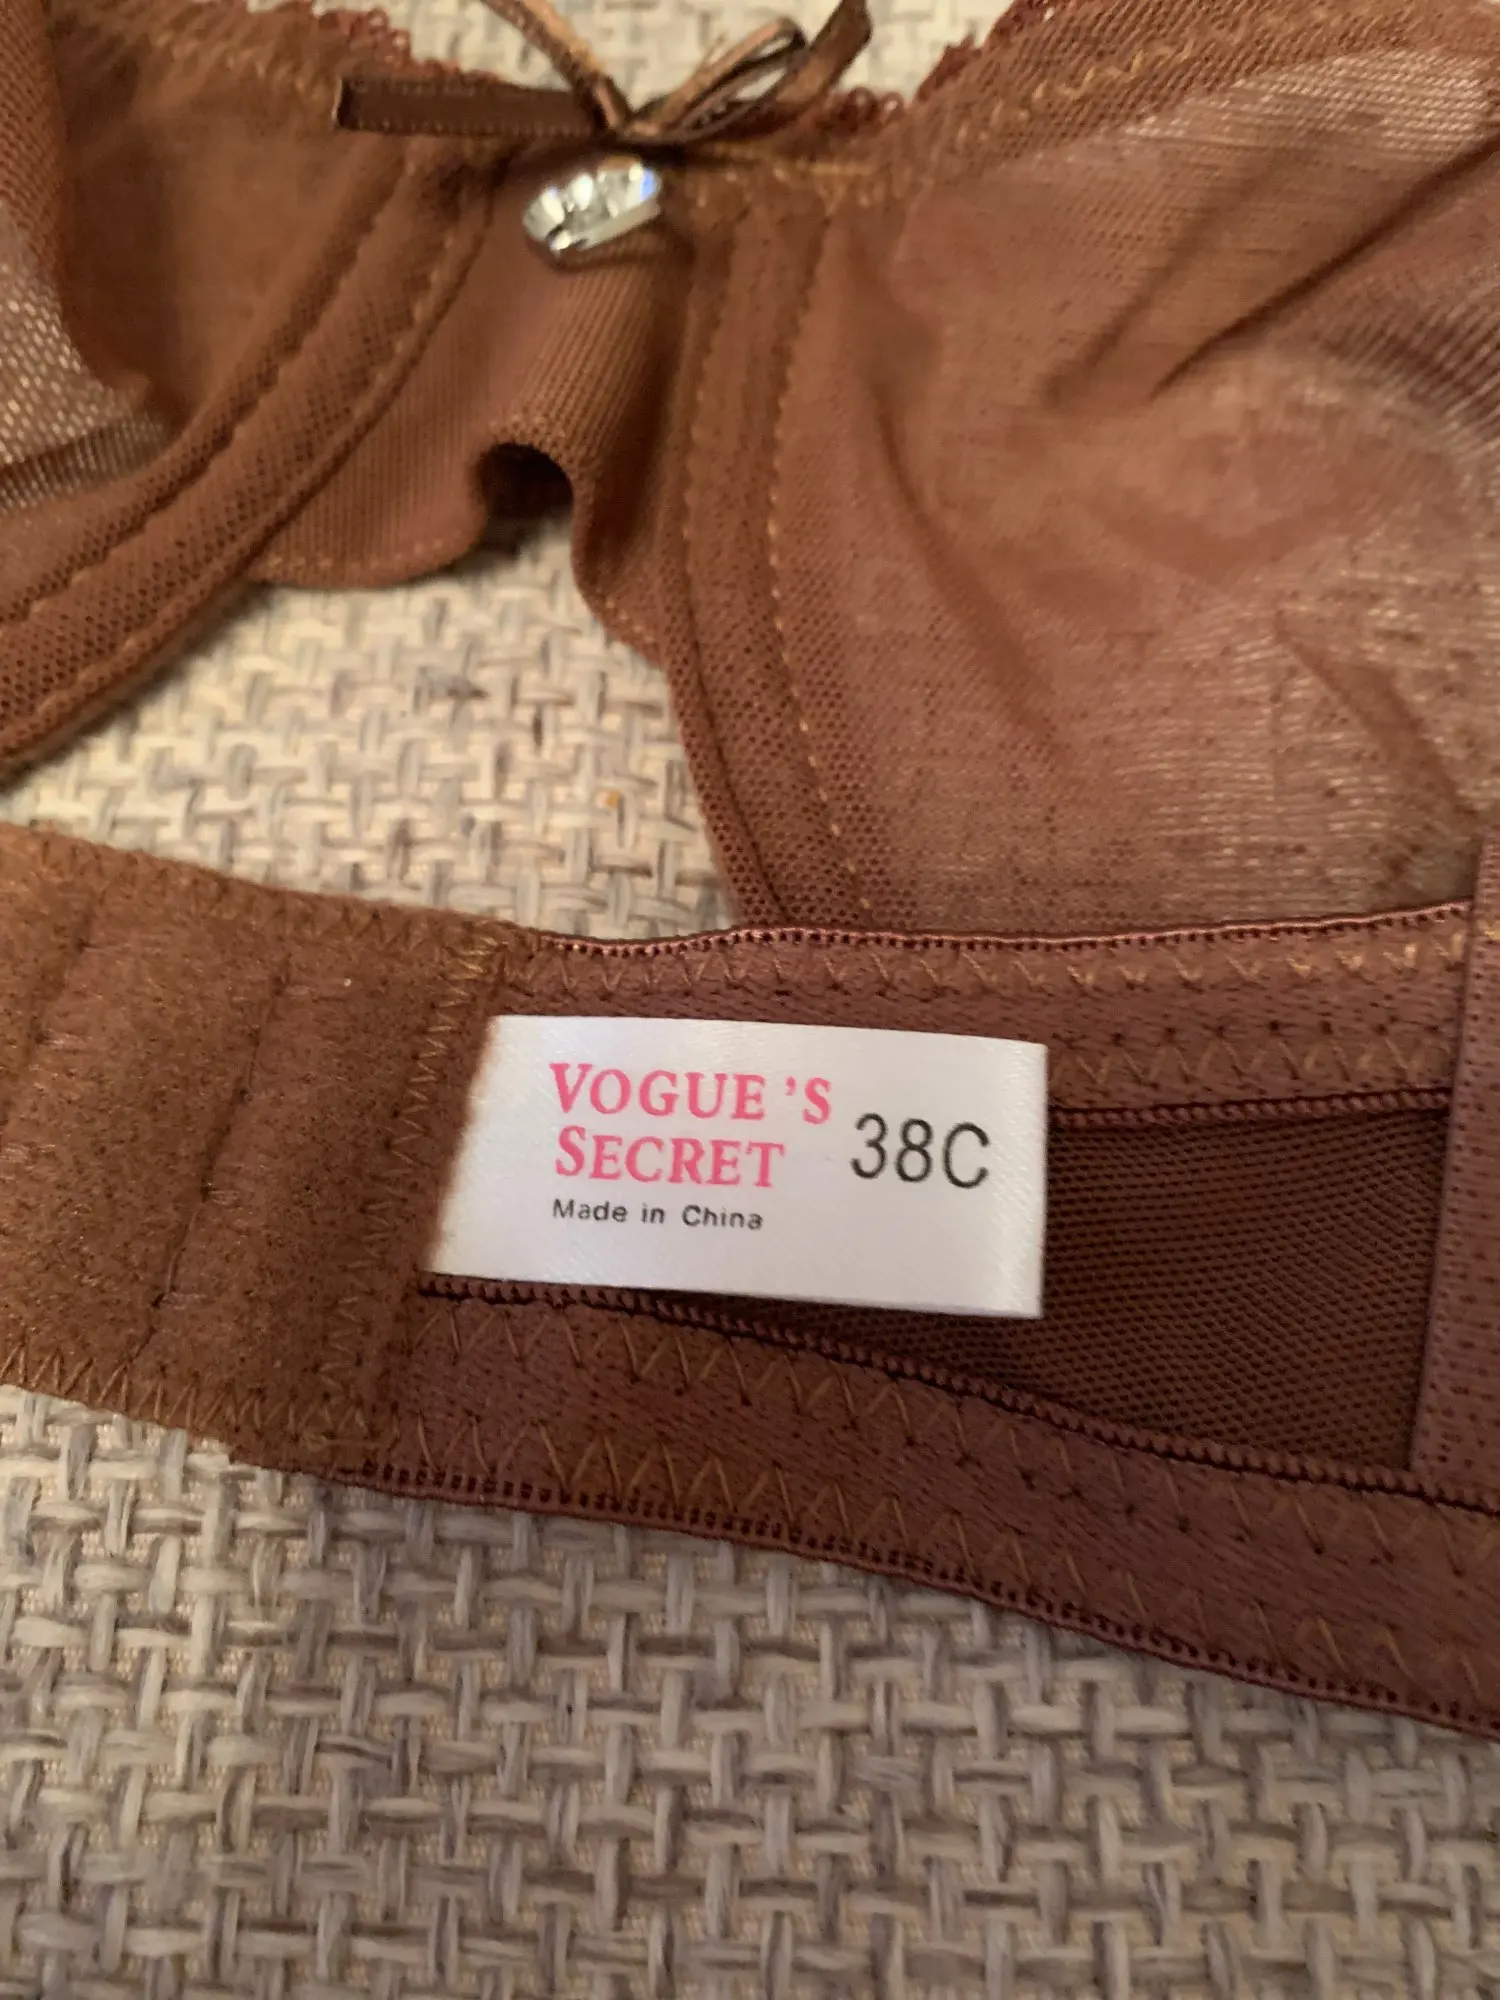 VOGUE 'S
SECRET
38C
Made in China